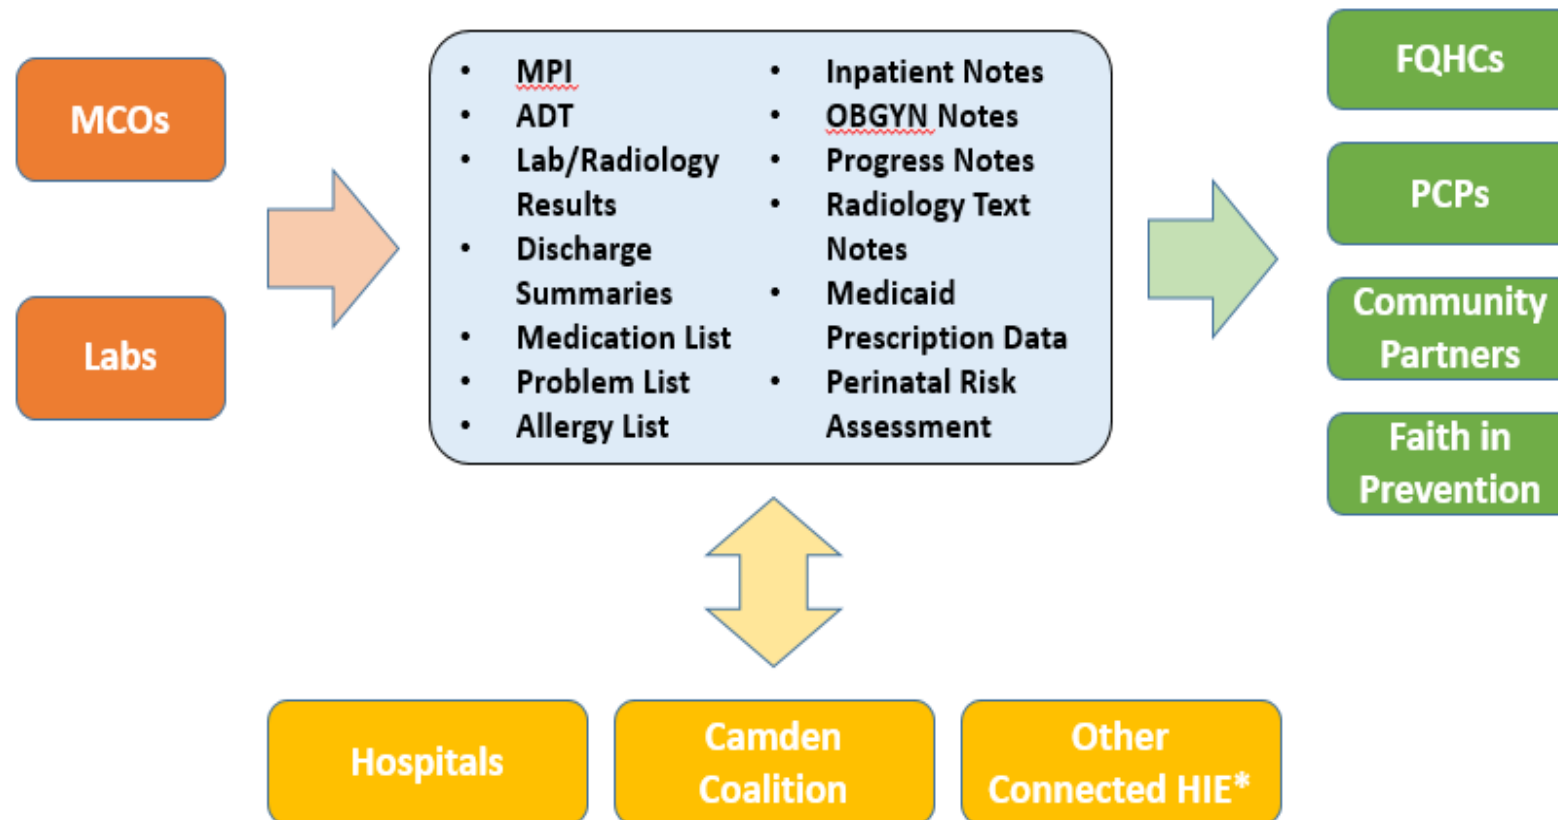 MCOs
Labs
• MPI
• ADT
• Lab/Radiology
Results
• Discharge
Summaries
• Medication List
• Problem List
• Allergy List
• Inpatient Notes
• OBGYN Notes
• Progress Notes
• Radiology Text
Notes
• Medicaid
Prescription Data
• Perinatal Risk
Assessment
FQHCs
PCPs
Community
Partners
Faith in
Prevention
Hospitals
Camden
Coalition
Other
Connected HIE*